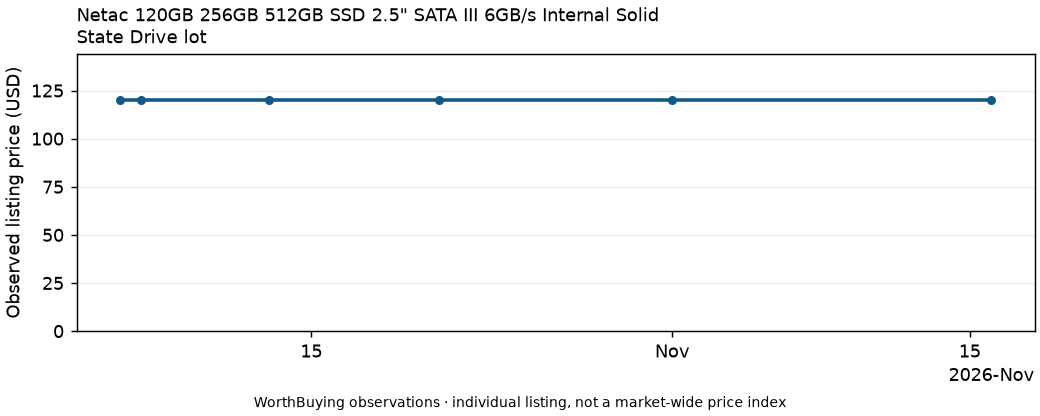 Netac 120GB 256GB 512GB SSD 2.5" SATA III 6GB/s Internal Solid
State Drive lot
Observed listing price (USD)
125
100
75
50
25
0
15
Nov
15
2026-Nov
WorthBuying observations · individual listing, not a market-wide price index